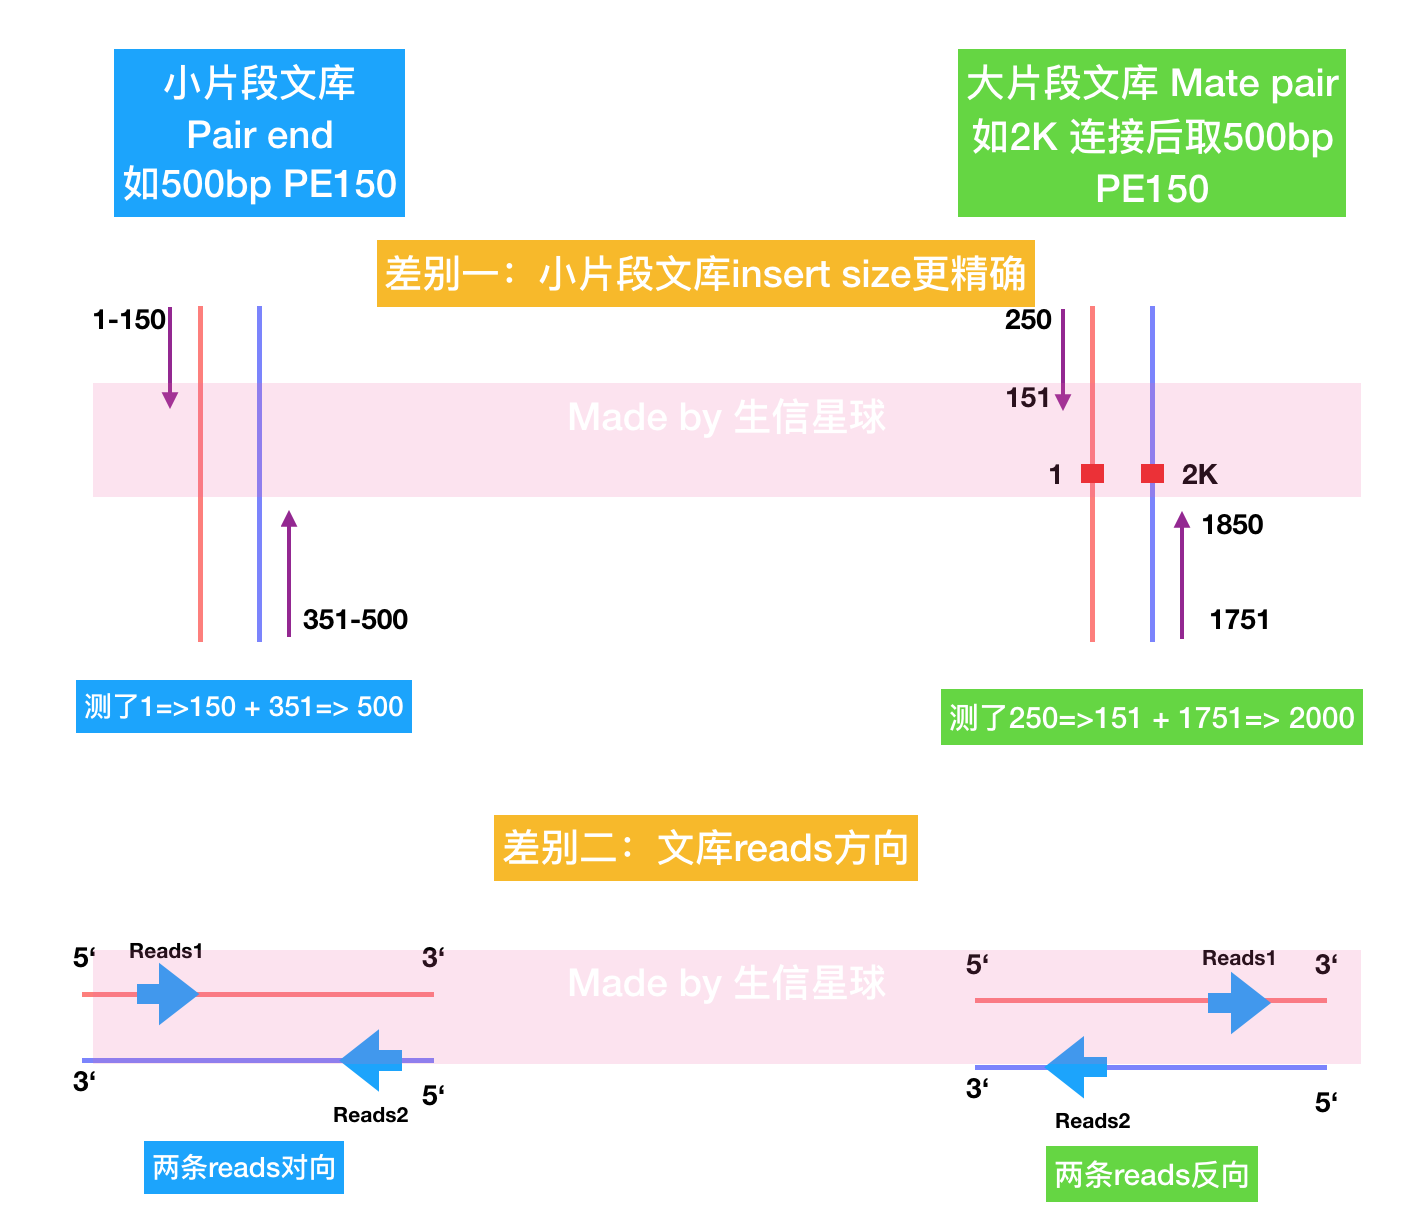 小片段文库
Pair end
如500bp PE150
大片段文库 Mate pair
如2K 连接后取500bp
PE150
差别一：小片段文库insert size更精确
1-150
250
151
Made by 生信星球
1
2K
1850
351-500
1751
测了1=>150 + 351=> 500
测了250=>151 + 1751=> 2000
差别二：文库reads方向
5‘
Reads1
3‘
3‘
5‘
Reads2
Made by 生信星球
5‘
Reads1
3‘
3‘
5‘
Reads2
两条reads对向
两条reads反向